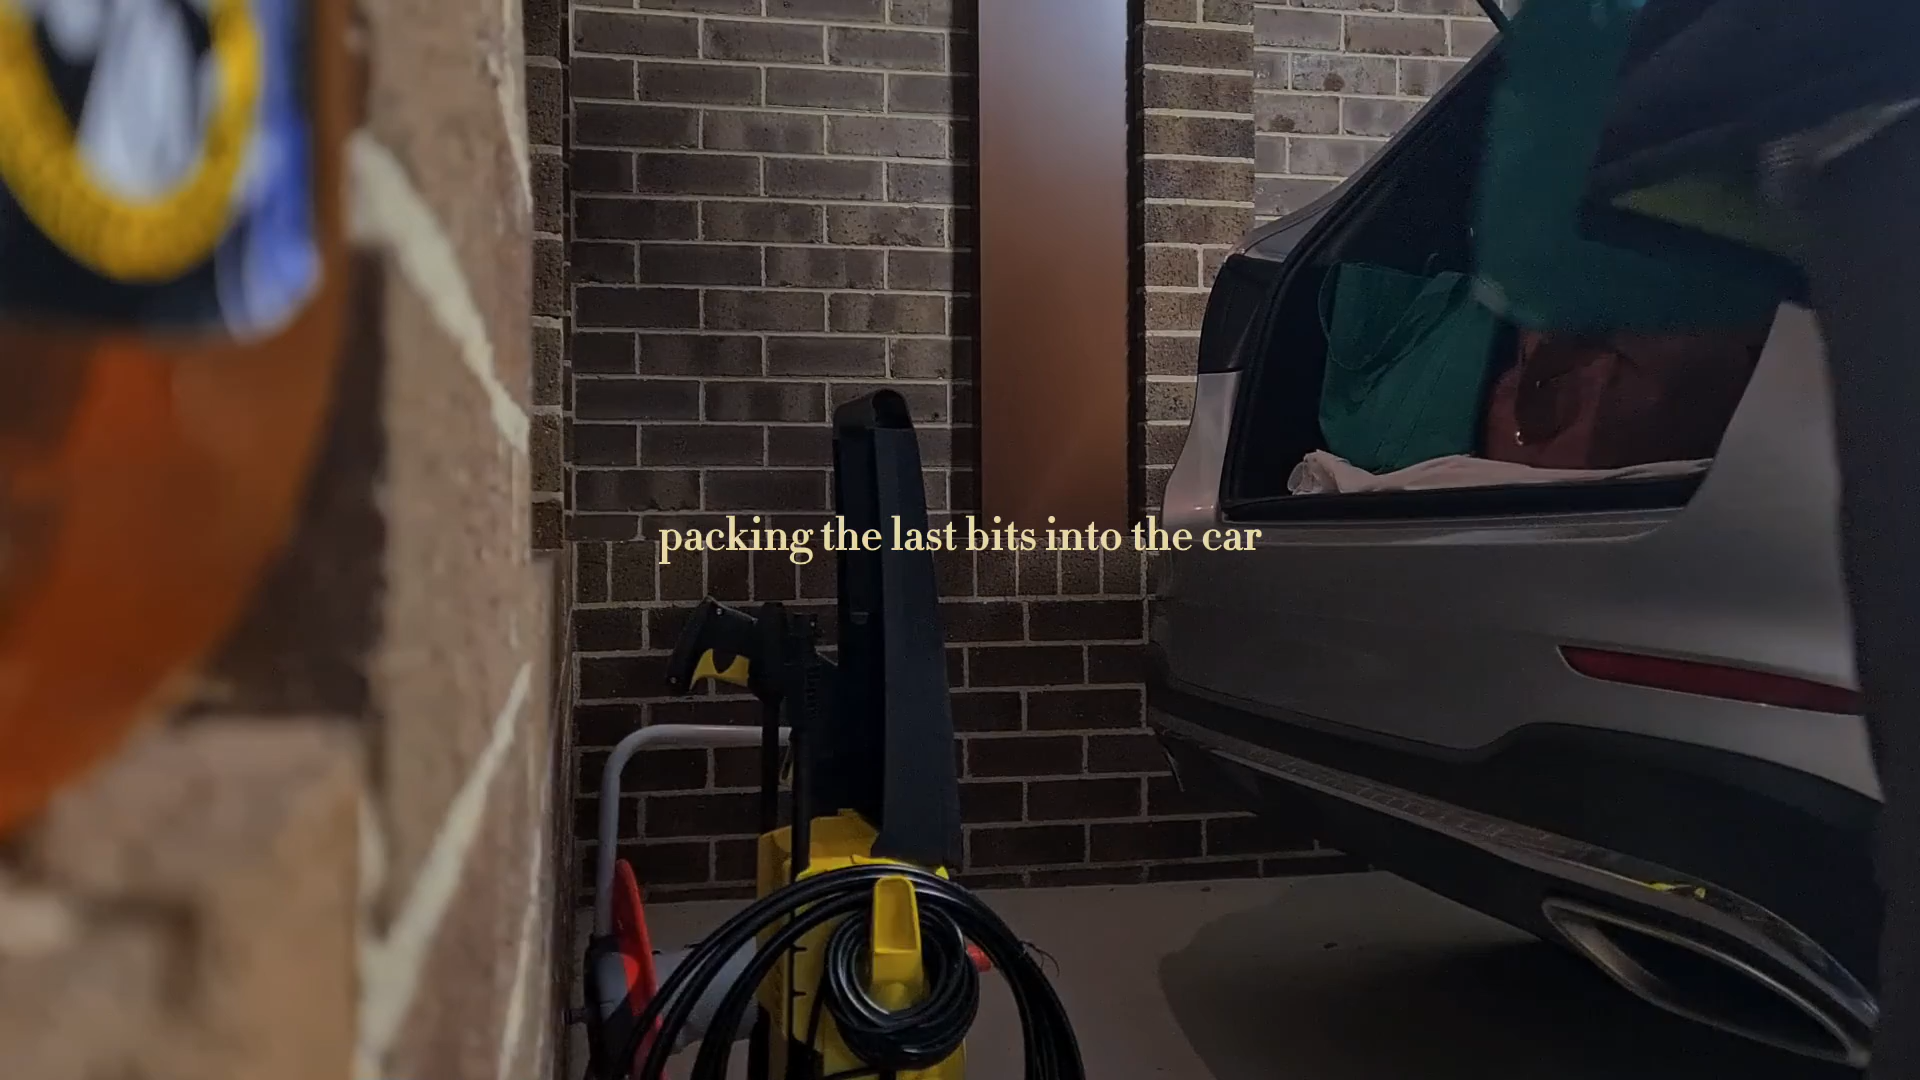 packing the last bits into the car